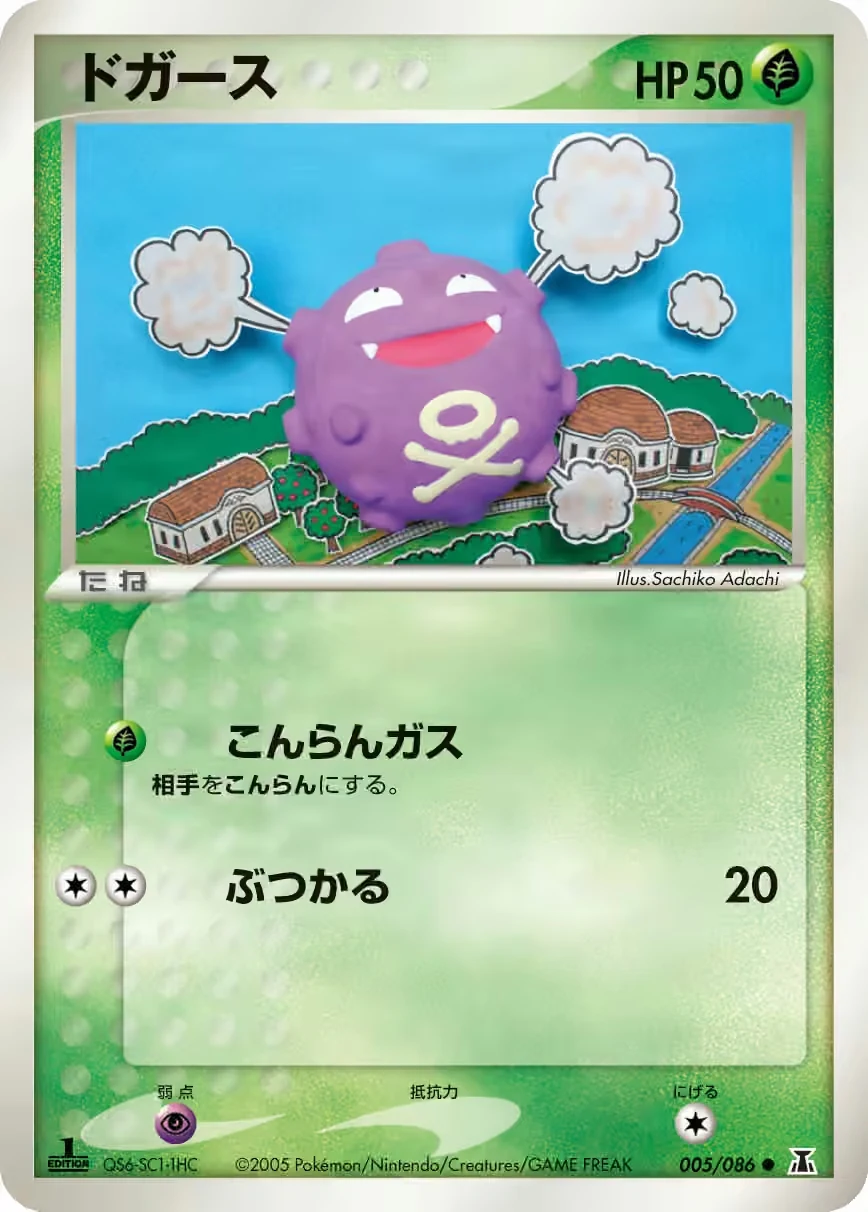 ドガース
HP50
たね
Illus.Sachiko Adachi
こんらんガス
相手をこんらんにする。
ぶつかる 20
弱点 抵抗力 にげる
1 EDITION QS6-SC1-1HC ©2005 Pokémon/Nintendo/Creatures/GAME FREAK 005/086